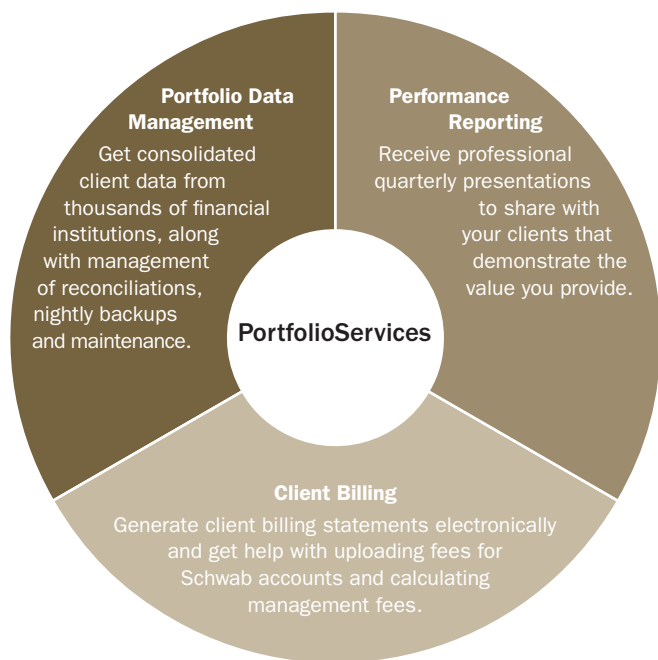 Portfolio Data
Management
Get consolidated
client data from
thousands of financial
institutions, along
with management
of reconciliations,
nightly backups
and maintenance.
Performance
Reporting
Receive professional
quarterly presentations
to share with
your clients that
demonstrate the
value you provide.
PortfolioServices
Client Billing
Generate client billing statements electronically
and get help with uploading fees for
Schwab accounts and calculating
management fees.